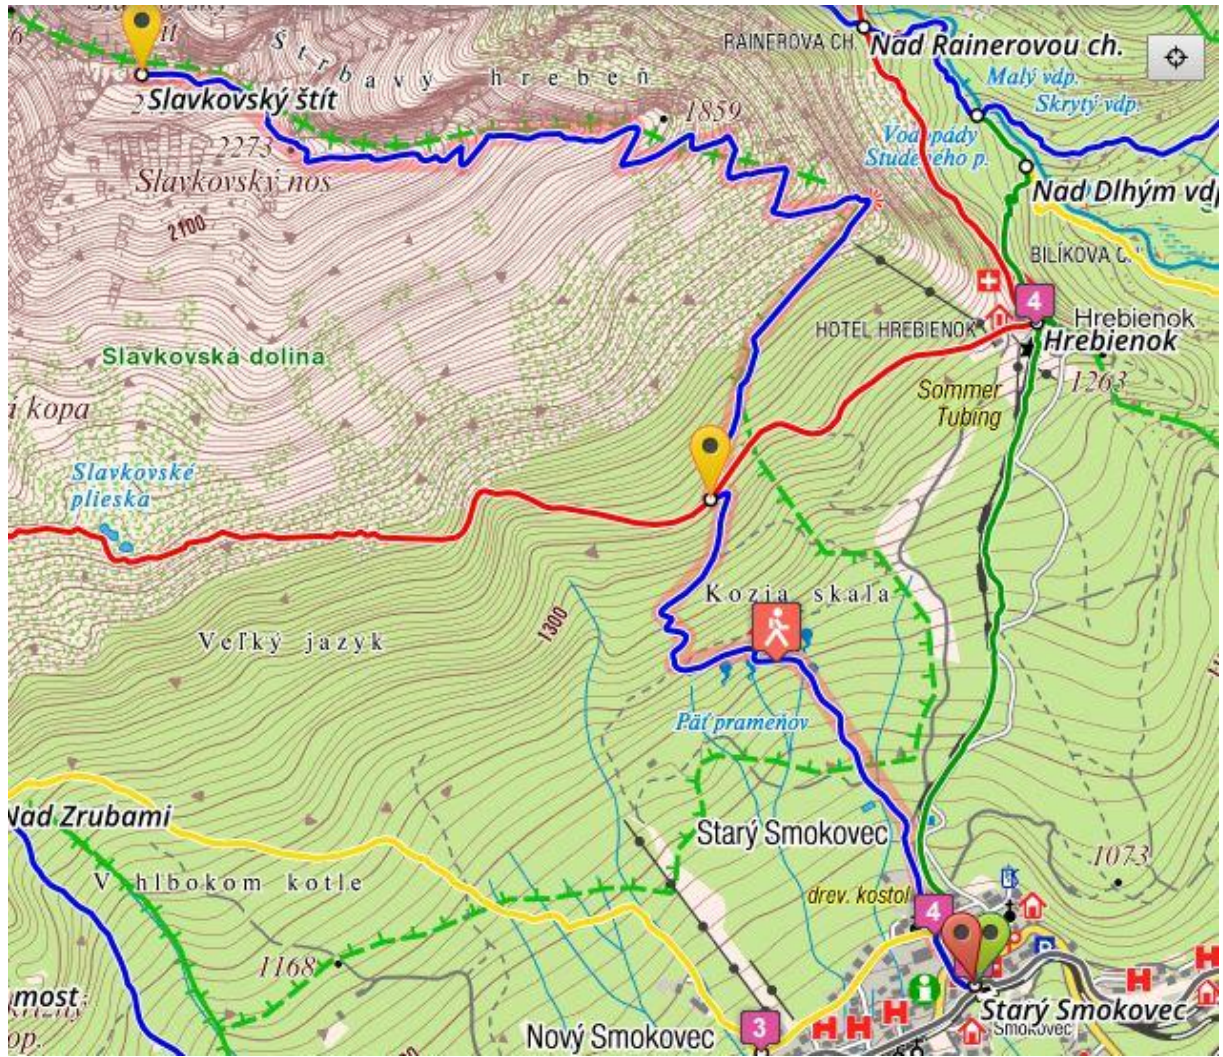 Štrbavý hrebeň
RAINEROVA CH.
Nad Rainerovou ch.
Malý vdp.
Skrytý vdp.
Slavkovský štít
1859
2273
Vodopády
Studeného p.
Slavkovský nos
Nad Dlhým vdp
2100
BILÍKOVA
4
HOTEL HREBIENOK
Hrebienok
Hrebienok
Slavkovská dolina
1263
Sommer
Tubing
kopa
Slavkovské
plieska
Kozia skala
1300
Veľký jazyk
Päť prameňov
Nad Zrubami
Starý Smokovec
1073
V hlbokom kotle
drev. kostol
4
1168
most
Starý Smokovec
Smokovec
Nový Smokovec
3